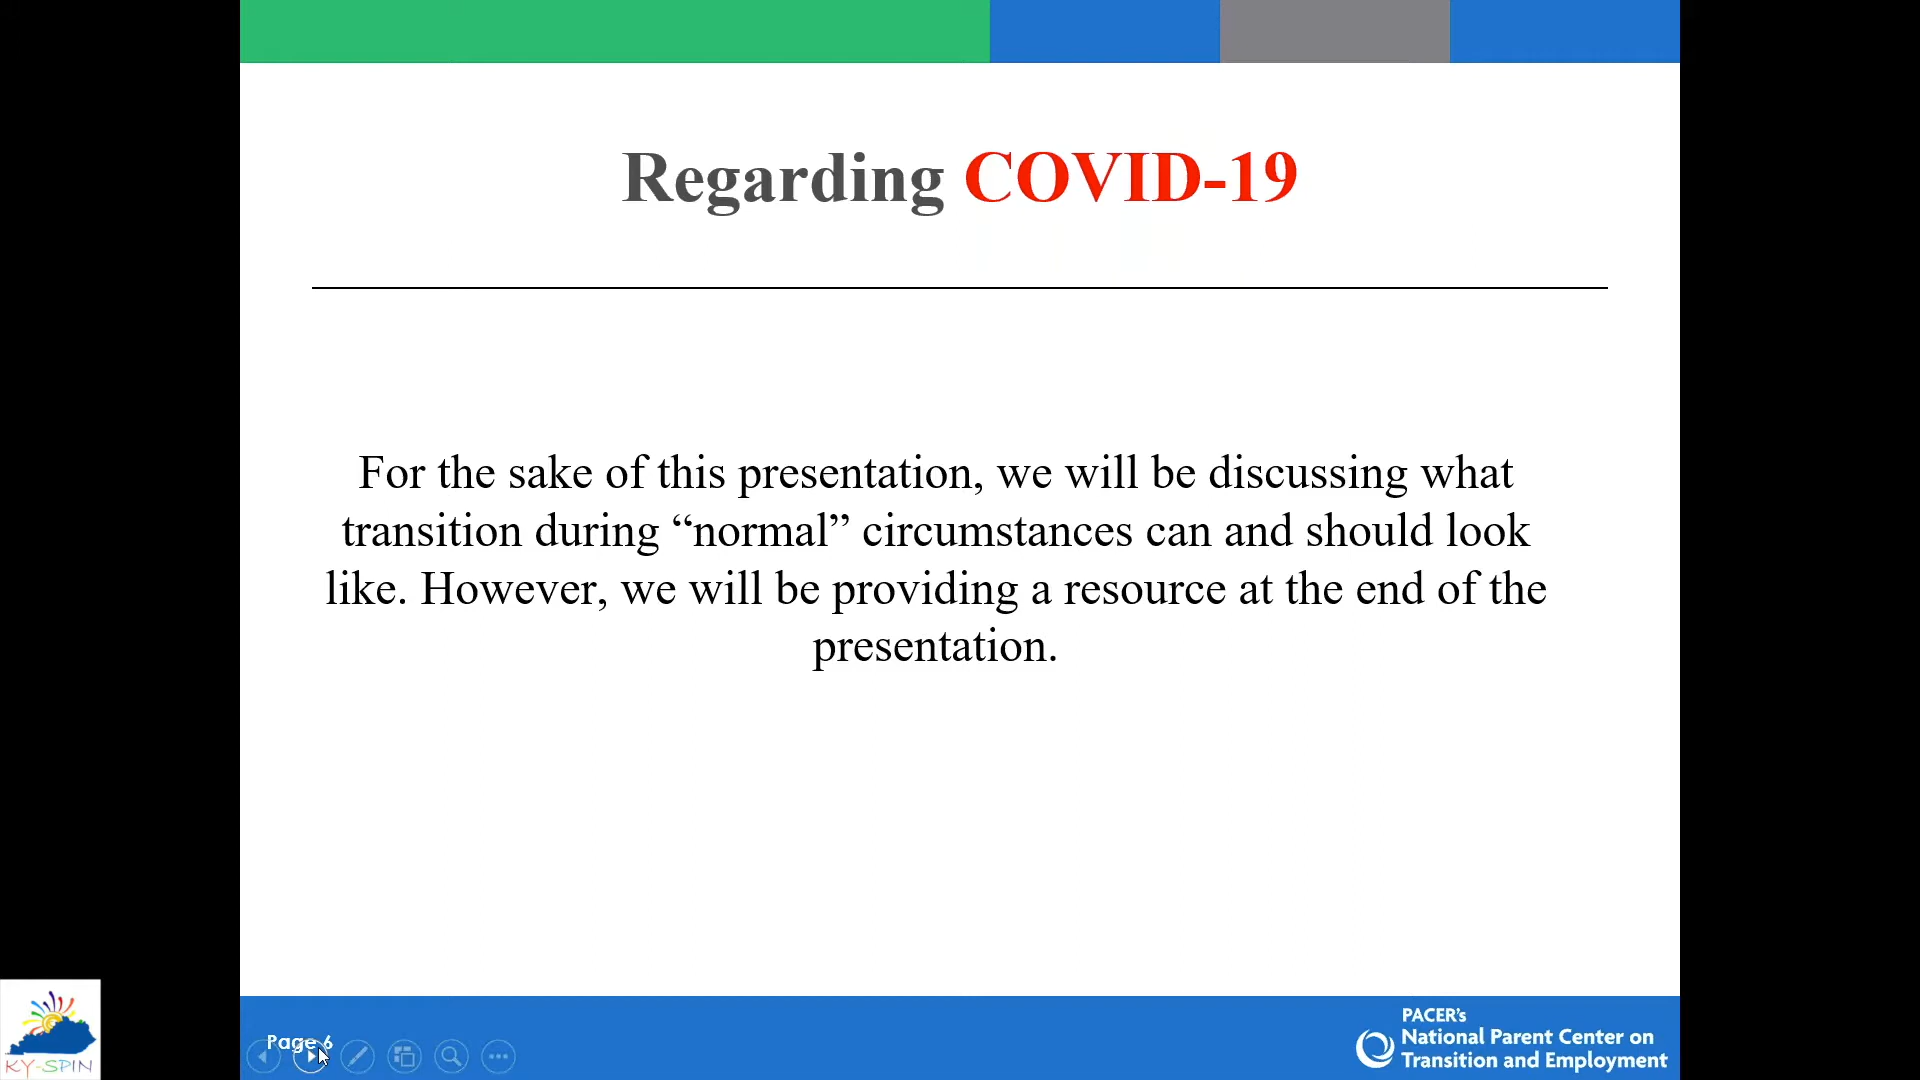 Regarding COVID-19
For the sake of this presentation, we will be discussing what
transition during “normal” circumstances can and should look
like. However, we will be providing a resource at the end of the
presentation.
Page 6
PACER's
National Parent Center on
Transition and Employment
KY-SPIN